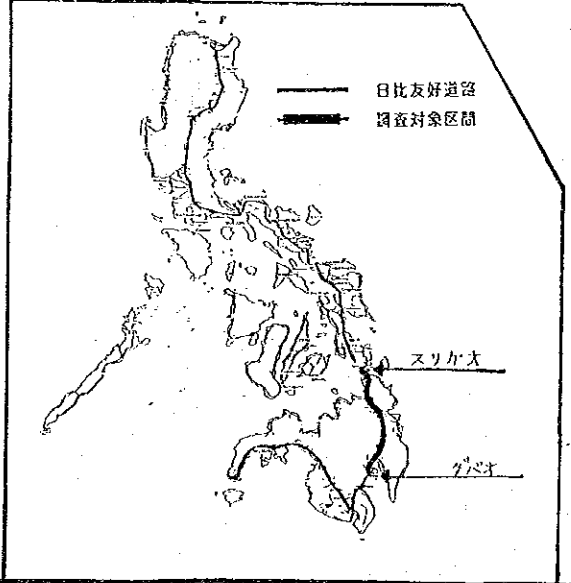 日比友好道路
調査対象区間
スリガオ
ダバオ